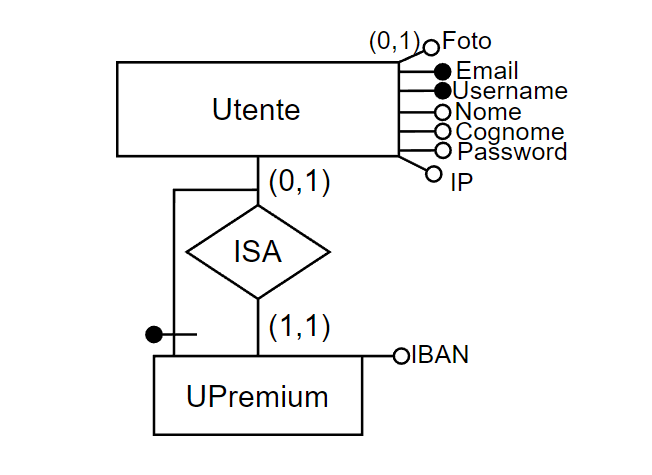 (0,1) Foto
Email
Username
Utente
Nome
Cognome
Password
IP
(0,1)
ISA
(1,1)
IBAN
UPremium